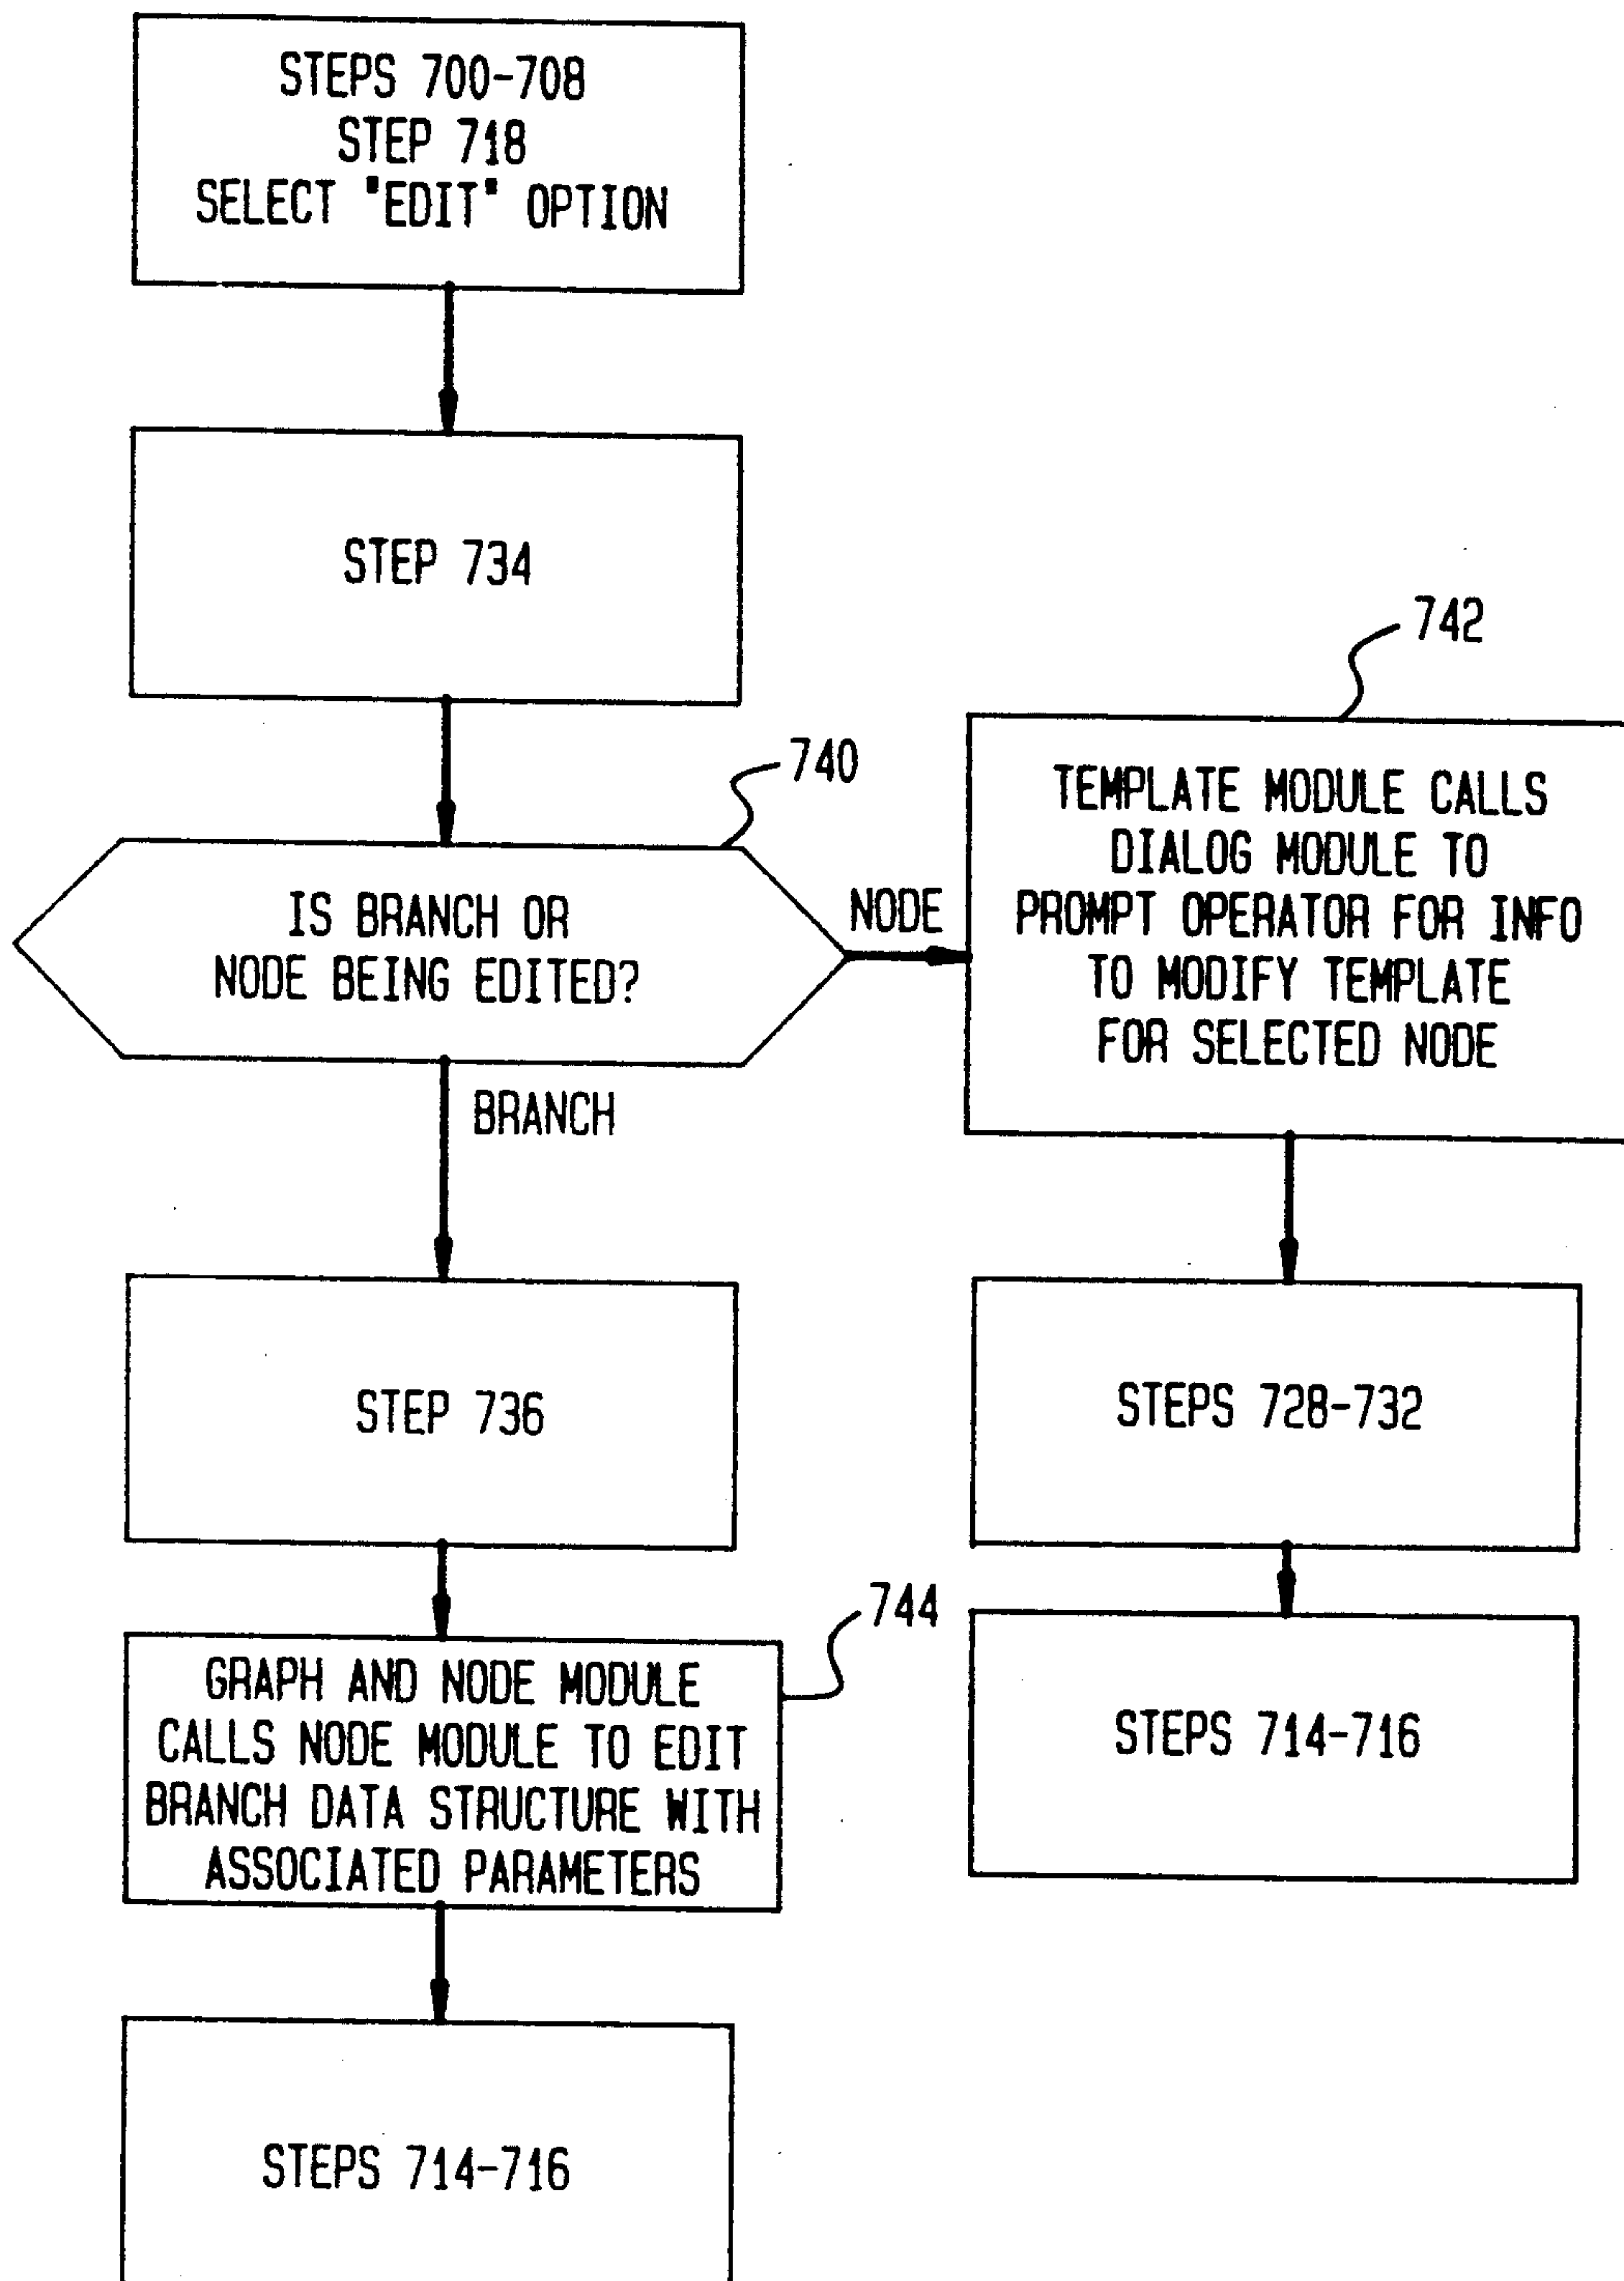 STEPS 700-708
STEP 718
SELECT "EDIT" OPTION
STEP 734
740
IS BRANCH OR
NODE BEING EDITED?
NODE
BRANCH
742
TEMPLATE MODULE CALLS
DIALOG MODULE TO
PROMPT OPERATOR FOR INFO
TO MODIFY TEMPLATE
FOR SELECTED NODE
STEP 736
STEPS 728-732
744
GRAPH AND NODE MODULE
CALLS NODE MODULE TO EDIT
BRANCH DATA STRUCTURE WITH
ASSOCIATED PARAMETERS
STEPS 714-716
STEPS 714-716